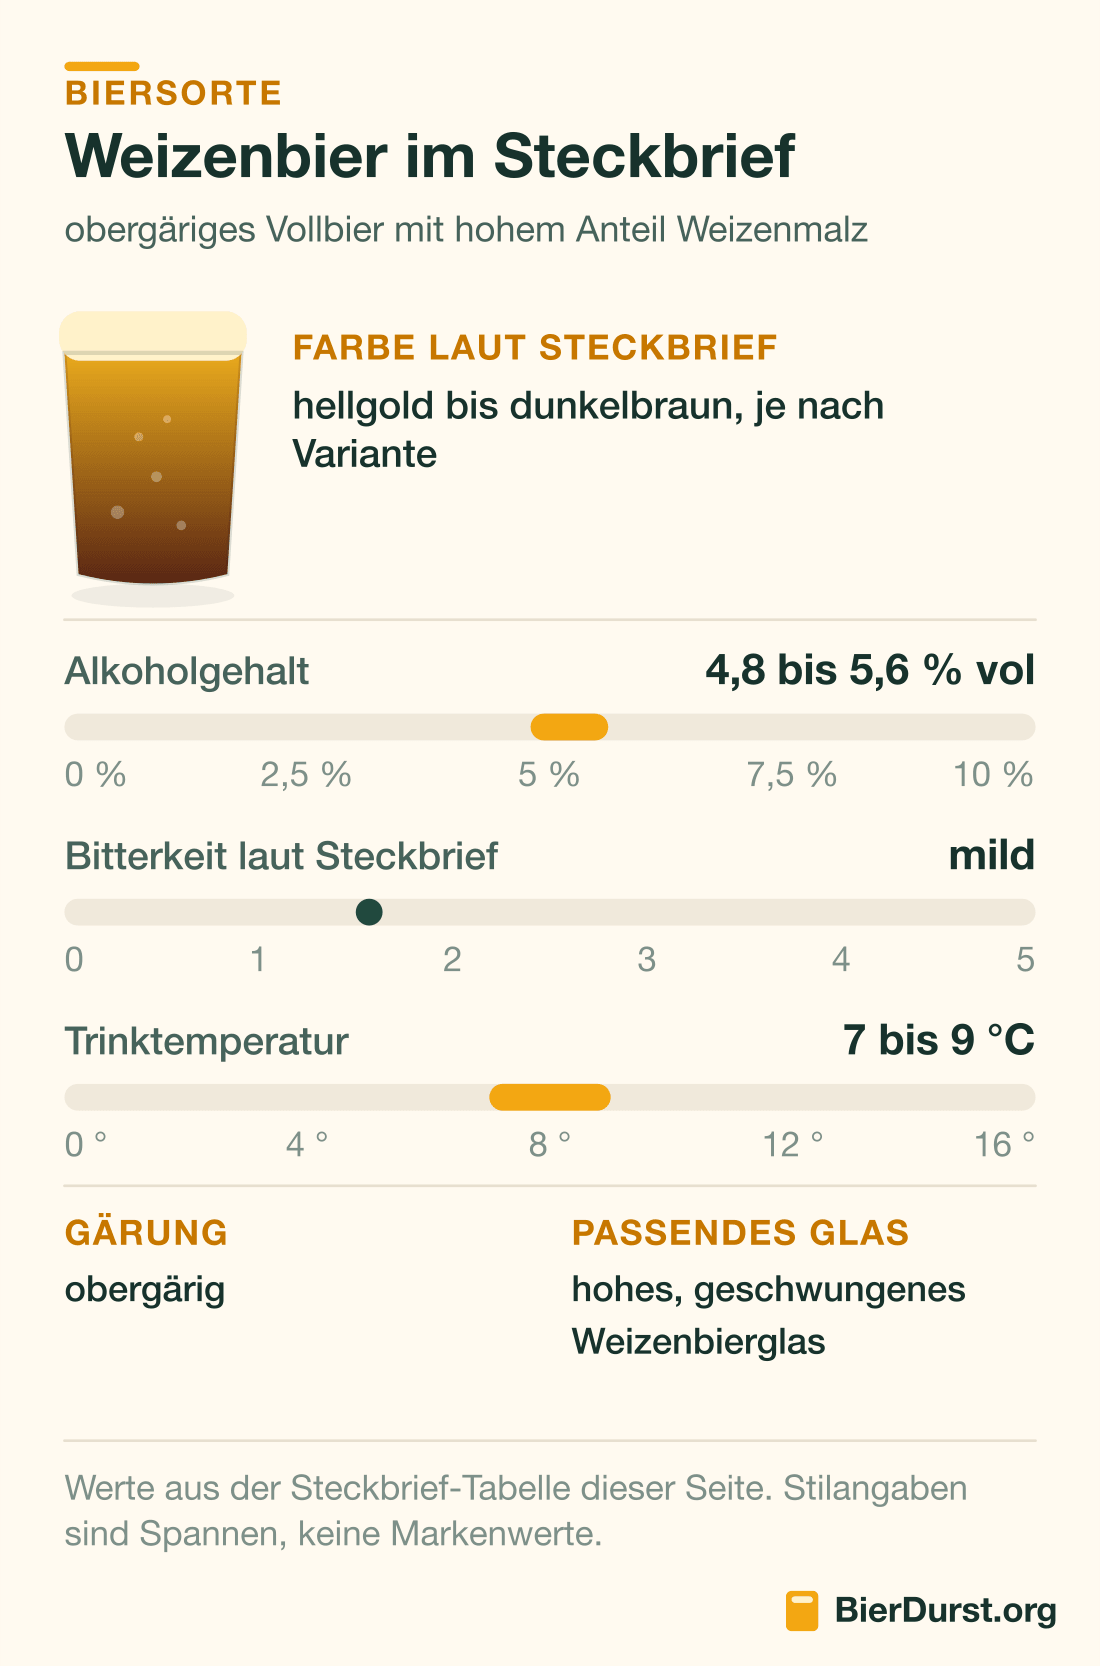 BIERSORTE
Weizenbier im Steckbrief
obergäriges Vollbier mit hohem Anteil Weizenmalz
FARBE LAUT STECKBRIEF
hellgold bis dunkelbraun, je nach
Variante
Alkoholgehalt 4,8 bis 5,6 % vol
0 % 2,5 % 5 % 7,5 % 10 %
Bitterkeit laut Steckbrief mild
0 1 2 3 4 5
Trinktemperatur 7 bis 9 °C
0 ° 4 ° 8 ° 12 ° 16 °
GÄRUNG
obergärig
PASSENDES GLAS
hohes, geschwungenes
Weizenbierglas
Werte aus der Steckbrief-Tabelle dieser Seite. Stilangaben
sind Spannen, keine Markenwerte.
BierDurst.org